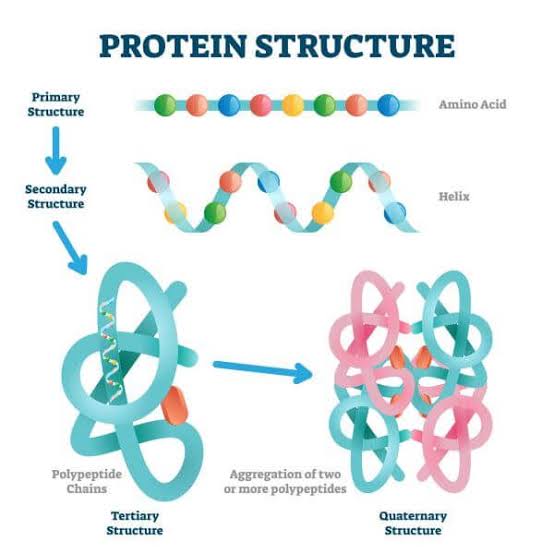 PROTEIN STRUCTURE
Primary
Structure
Amino Acid
Secondary
Structure
Helix
Polypeptide
Chains
Aggregation of two
or more polypeptides
Tertiary
Structure
Quaternary
Structure